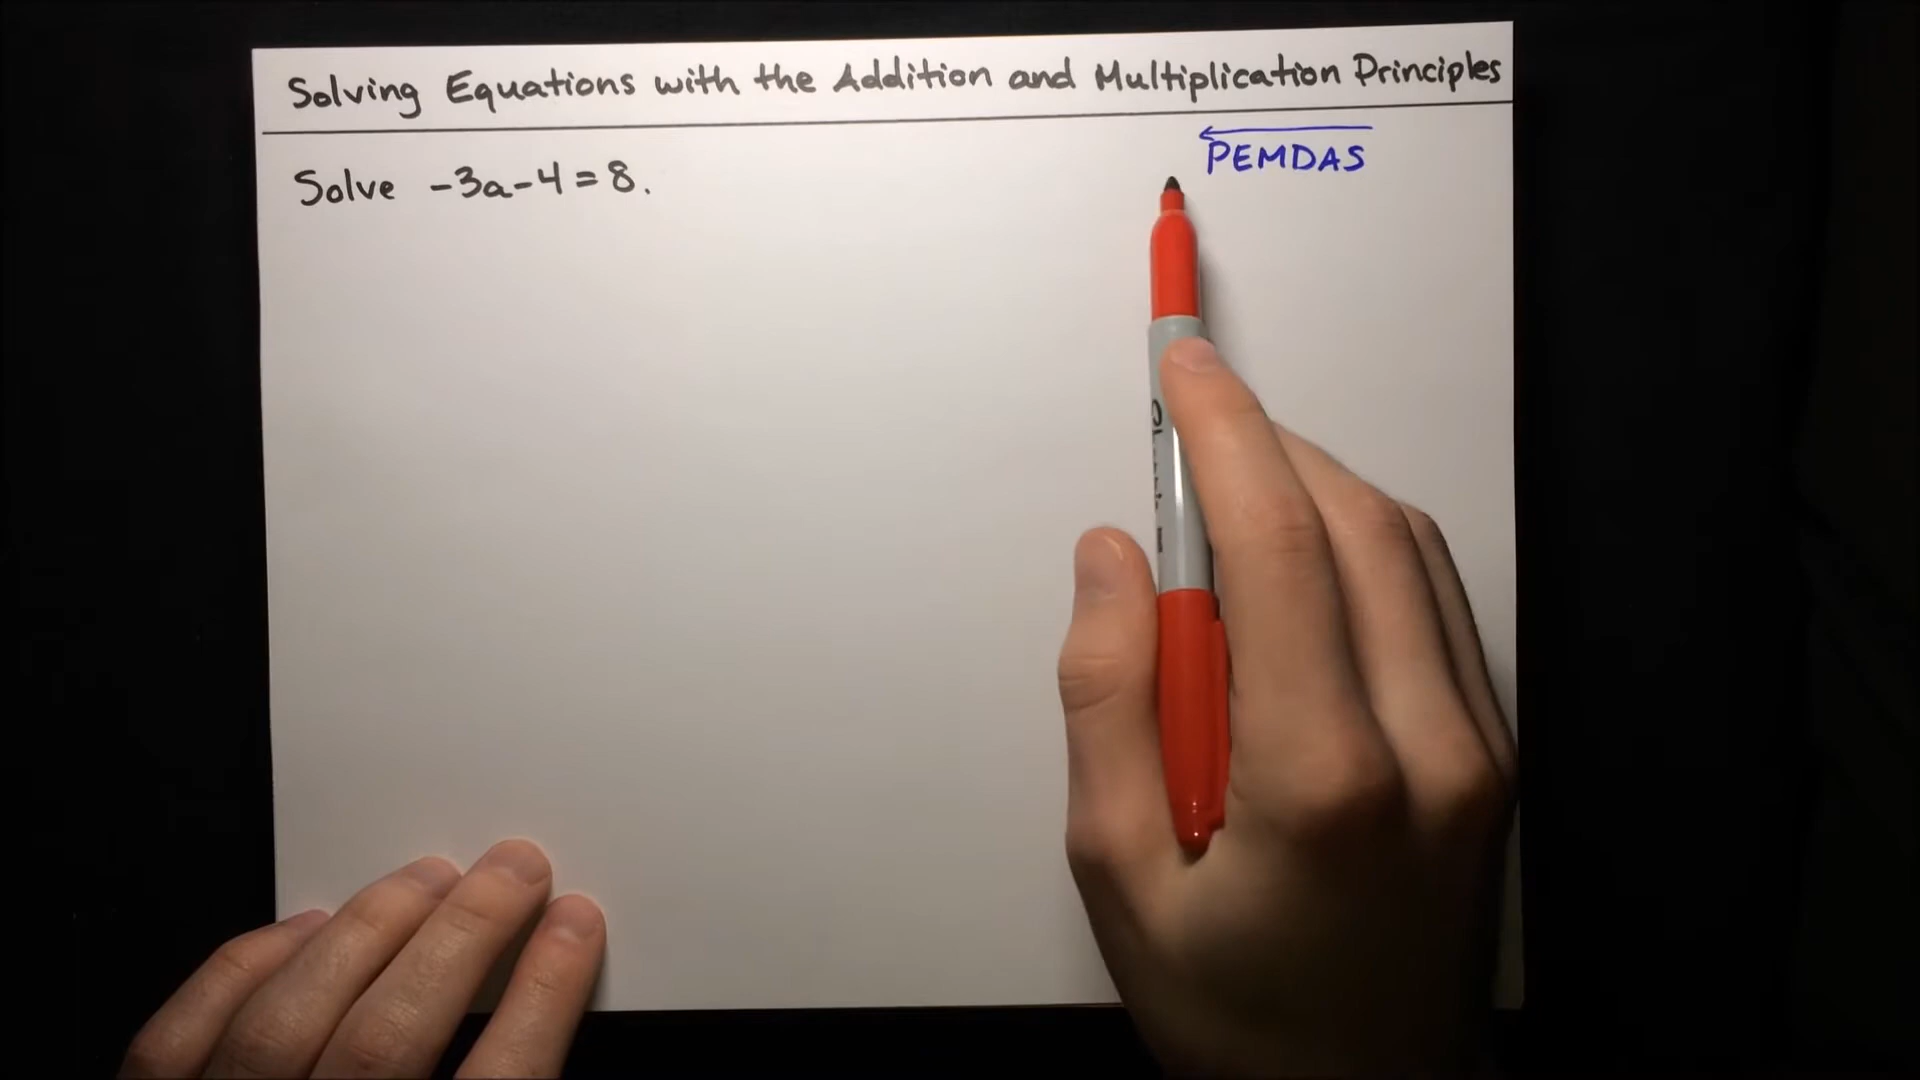 Solving Equations with the Addition and Multiplication Principles
PEMDAS
Solve -3a-4=8.